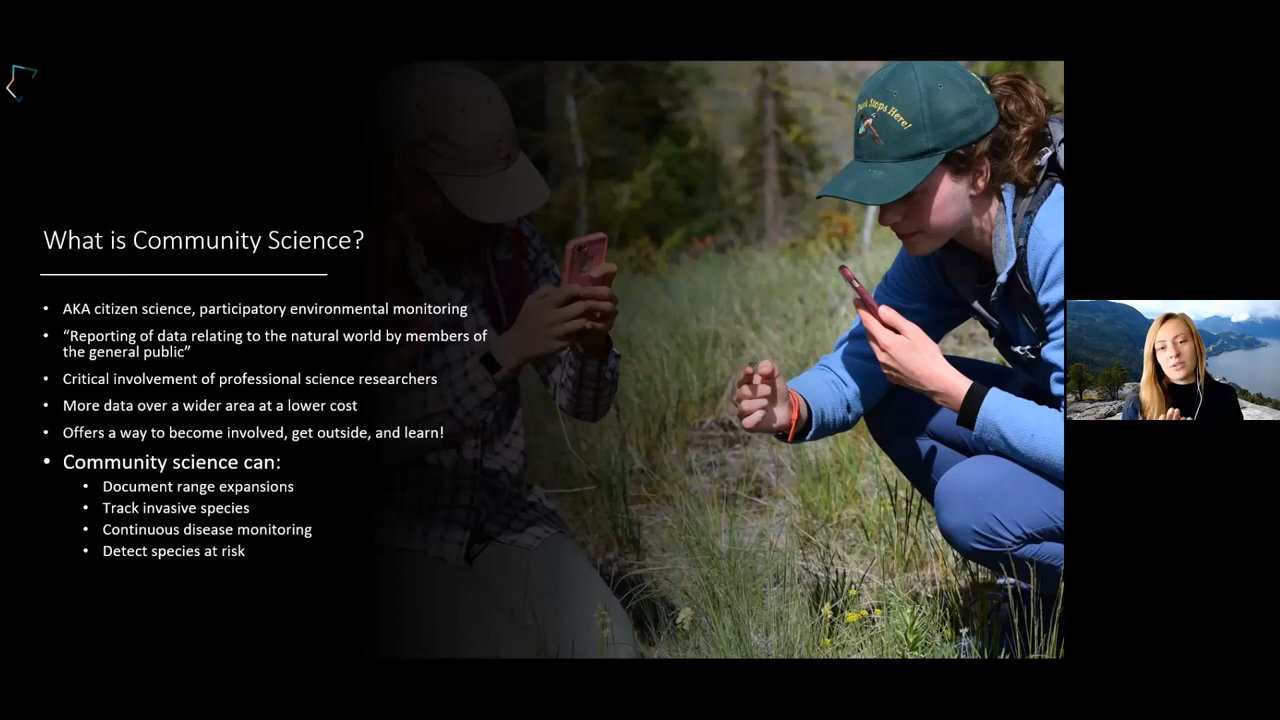 What is Community Science?
• AKA citizen science, participatory environmental monitoring
• “Reporting of data relating to the natural world by members of
the general public”
• Critical involvement of professional science researchers
• More data over a wider area at a lower cost
• Offers a way to become involved, get outside, and learn!
• Community science can:
• Document range expansions
• Track invasive species
• Continuous disease monitoring
• Detect species at risk
Stops Here!